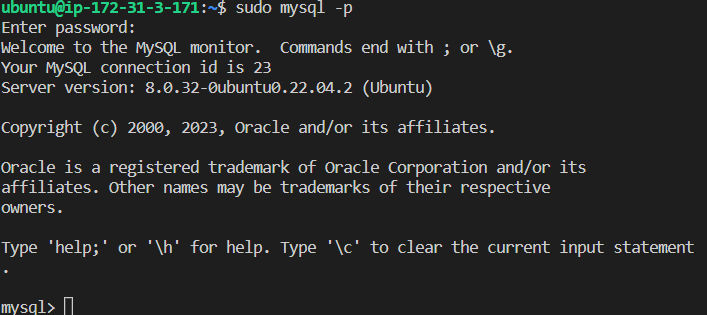 ubuntu@ip-172-31-3-171:~$ sudo mysql -p
Enter password:
Welcome to the MySQL monitor.  Commands end with ; or \g.
Your MySQL connection id is 23
Server version: 8.0.32-0ubuntu0.22.04.2 (Ubuntu)

Copyright (c) 2000, 2023, Oracle and/or its affiliates.

Oracle is a registered trademark of Oracle Corporation and/or its
affiliates. Other names may be trademarks of their respective
owners.

Type 'help;' or '\h' for help. Type '\c' to clear the current input statement
.

mysql>